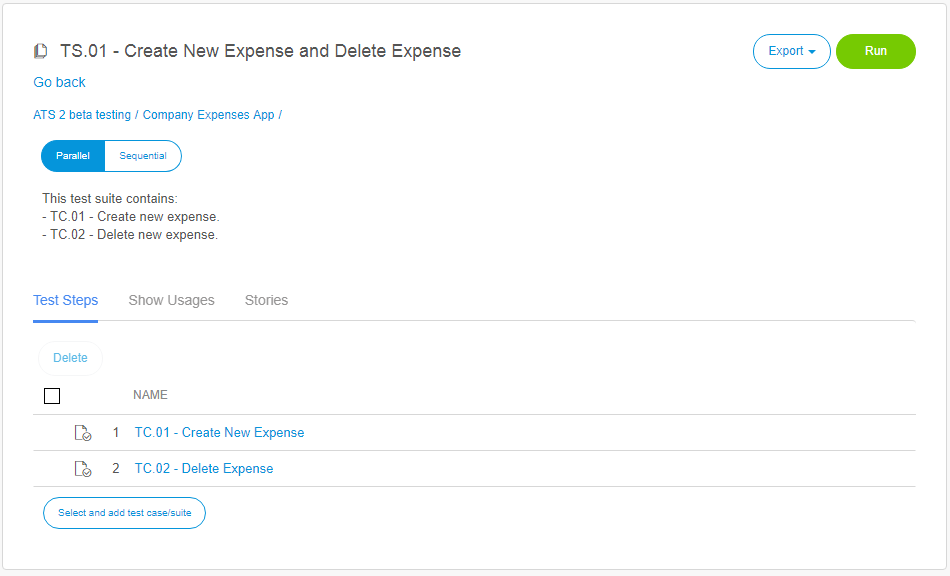 TS.01 - Create New Expense and Delete Expense
Export
Run
Go back
ATS 2 beta testing / Company Expenses App /
Parallel
Sequential
This test suite contains:
- TC.01 - Create new expense.
- TC.02 - Delete new expense.
Test Steps
Show Usages
Stories
Delete
NAME
1 TC.01 - Create New Expense
2 TC.02 - Delete Expense
Select and add test case/suite